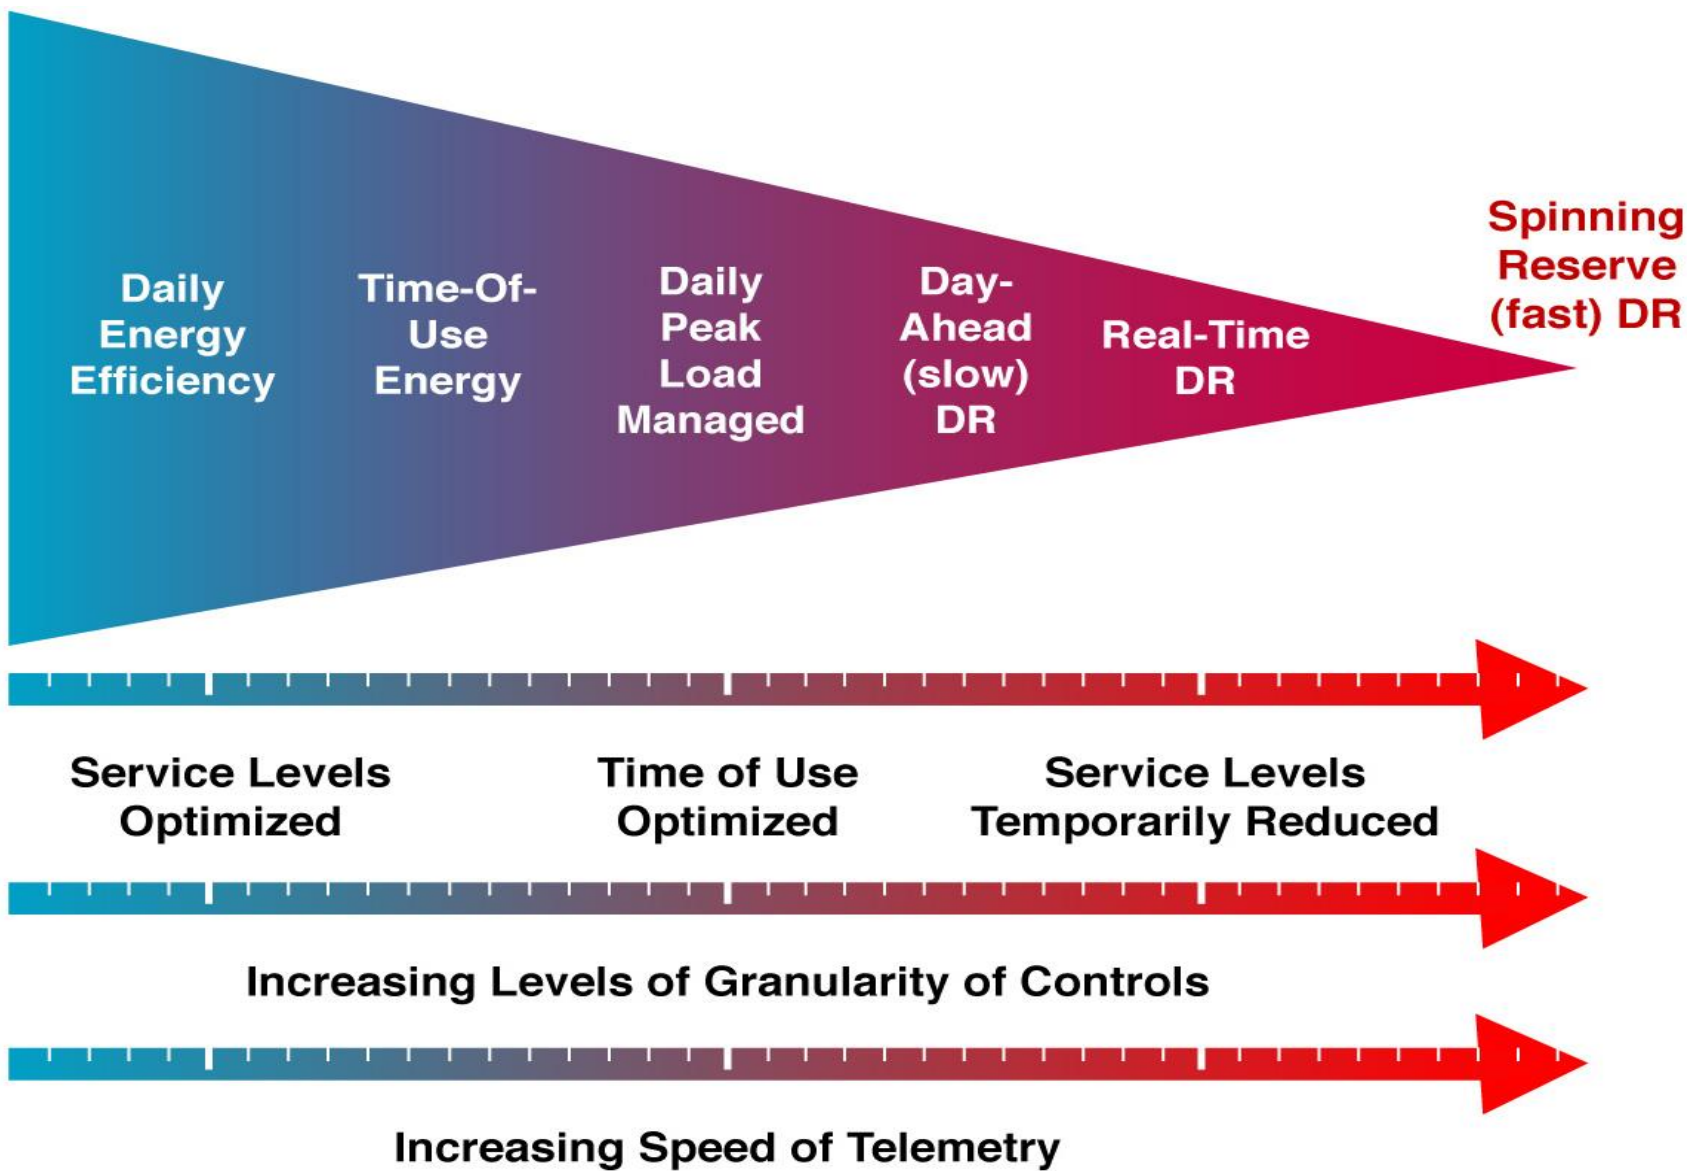 Daily
Energy
Efficiency
Time-Of-
Use
Energy
Daily
Peak
Load
Managed
Day-
Ahead
(slow)
DR
Real-Time
DR
Spinning
Reserve
(fast) DR
Service Levels
Optimized
Time of Use
Optimized
Service Levels
Temporarily Reduced
Increasing Levels of Granularity of Controls
Increasing Speed of Telemetry